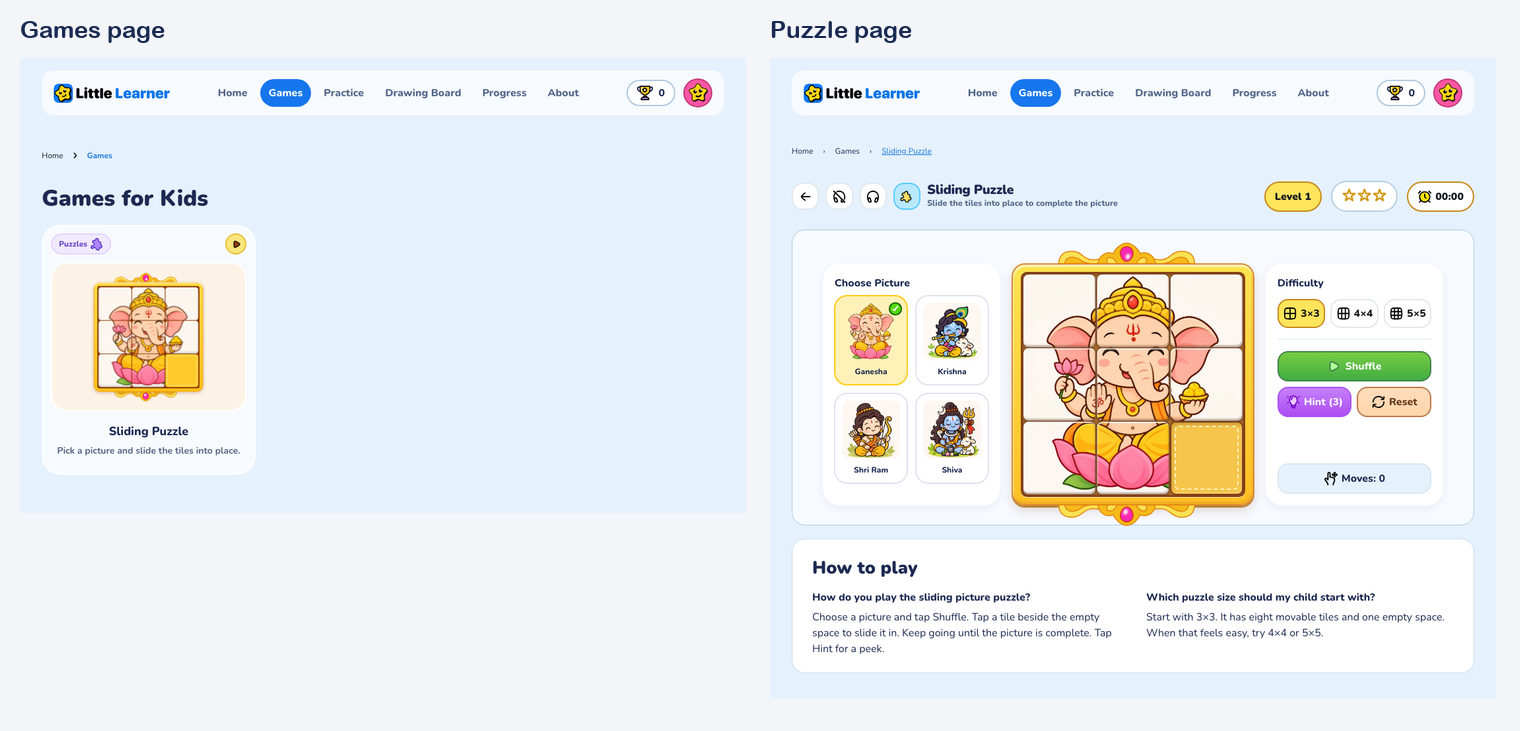 Games page
Little Learner
Home
Games
Practice
Drawing Board
Progress
About
0
Home › Games
Games for Kids
Puzzles
Sliding Puzzle
Pick a picture and slide the tiles into place.
Puzzle page
Little Learner
Home
Games
Practice
Drawing Board
Progress
About
0
Home › Games › Sliding Puzzle
Sliding Puzzle
Slide the tiles into place to complete the picture
Level 1
00:00
Choose Picture
Ganesha
Krishna
Shri Ram
Shiva
ॐ
Difficulty
3×3
4×4
5×5
Shuffle
Hint (3)
Reset
Moves: 0
How to play
How do you play the sliding picture puzzle?
Choose a picture and tap Shuffle. Tap a tile beside the empty
space to slide it in. Keep going until the picture is complete. Tap
Hint for a peek.
Which puzzle size should my child start with?
Start with 3×3. It has eight movable tiles and one empty space.
When that feels easy, try 4×4 or 5×5.